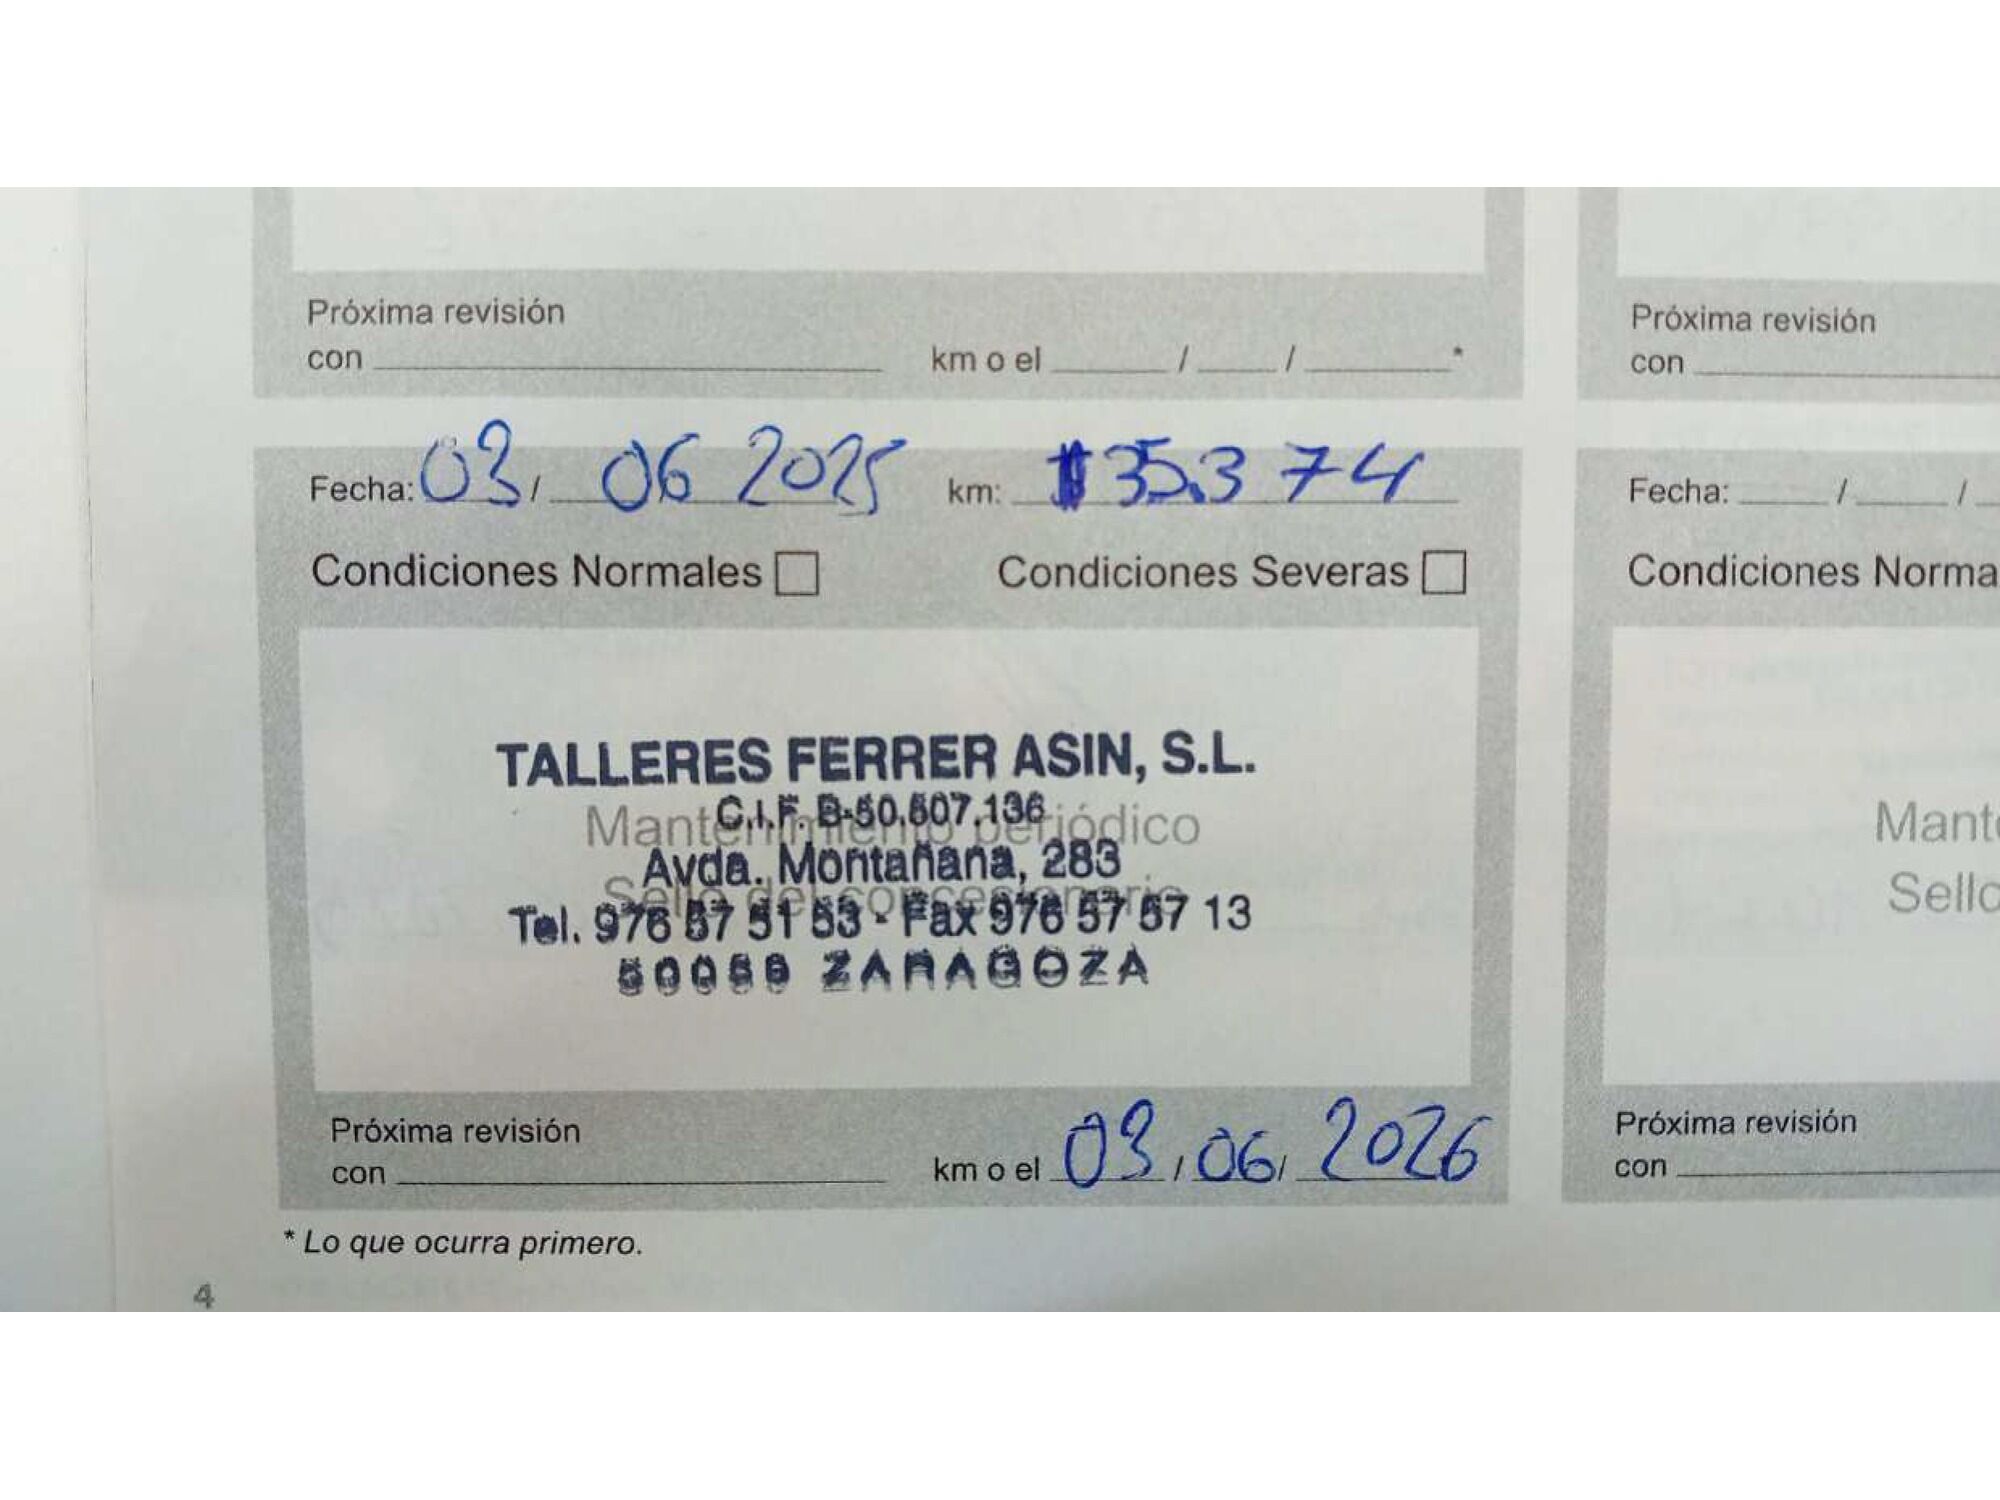 Próxima revisión
con km o el / / *
Próxima revisión
con
Fecha: 03/ 06 2025 km: 35.374
Condiciones Normales Condiciones Severas
Fecha: / /
Condiciones Norma
TALLERES FERRER ASIN, S.L.
C.I.F. B-50.507.136
Mantenimiento periódico
Avda. Montañana, 283
Sello del concesionario
Tel. 976 57 51 53 - Fax 976 57 57 13
50059 ZARAGOZA
Mant
Sello
Próxima revisión
con km o el 03/06/ 2026
Próxima revisión
con
* Lo que ocurra primero.
4